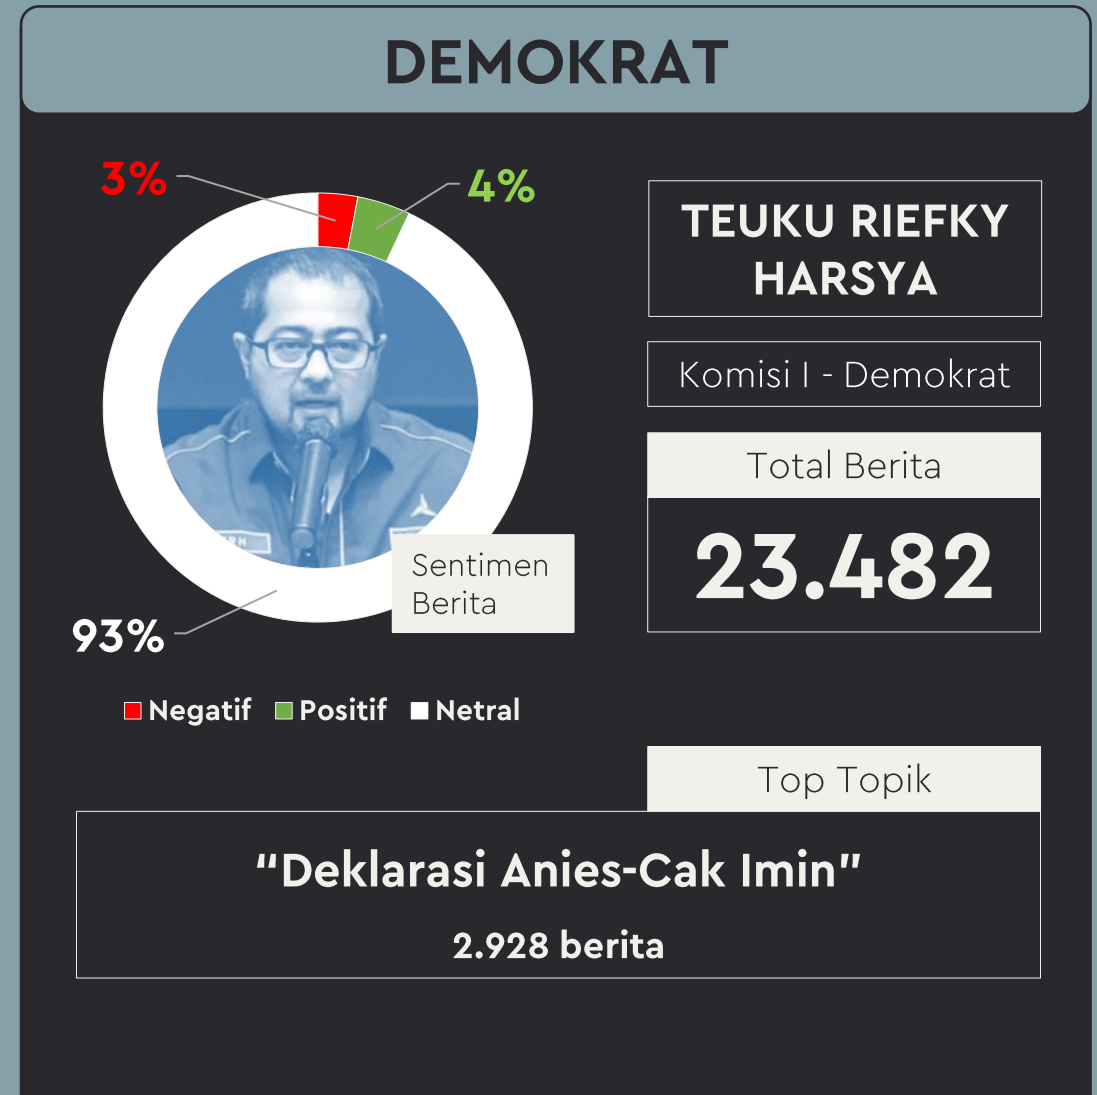 DEMOKRAT
3%
4%
TEUKU RIEFKY
HARSYA
Komisi I - Demokrat
Total Berita
23.482
Sentimen
Berita
93%
Negatif Positif Netral
Top Topik
“Deklarasi Anies-Cak Imin”
2.928 berita